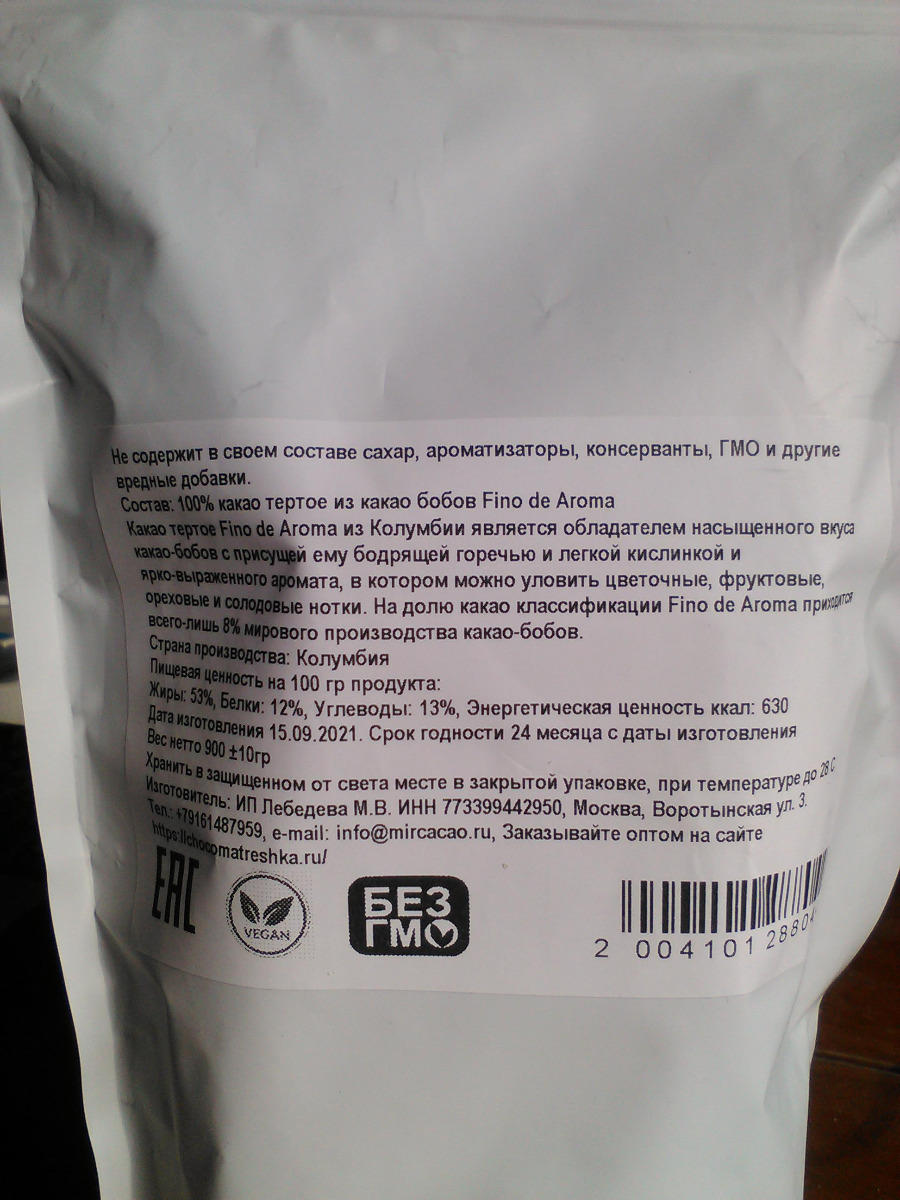 Не содержит в своем составе сахар, ароматизаторы, консерванты, ГМО и другие
вредные добавки.
Состав: 100% какао тертое из какао бобов Fino de Aroma
Какао тертое Fino de Aroma из Колумбии является обладателем насыщенного вкуса
какао-бобов с присущей ему бодрящей горечью и легкой кислинкой и
ярко-выраженного аромата, в котором можно уловить цветочные, фруктовые,
ореховые и солодовые нотки. На долю какао классификации Fino de Aroma приходится
всего-лишь 8% мирового производства какао-бобов.
Страна производства: Колумбия
Пищевая ценность на 100 гр продукта:
Жиры: 53%, Белки: 12%, Углеводы: 13%, Энергетическая ценность ккал: 630
Дата изготовления 15.09.2021. Срок годности 24 месяца с даты изготовления
Вес нетто 900 ±10гр
Хранить в защищенном от света месте в закрытой упаковке, при температуре до 28 С
Изготовитель: ИП Лебедева М.В. ИНН 773399442950, Москва, Воротынская ул. 3.
Тел.: +79161487959, e-mail: info@mircacao.ru, Заказывайте оптом на сайте
https://chocomatreshka.ru/
EAC
VEGAN
БЕЗ
ГМО
2 004101 28804